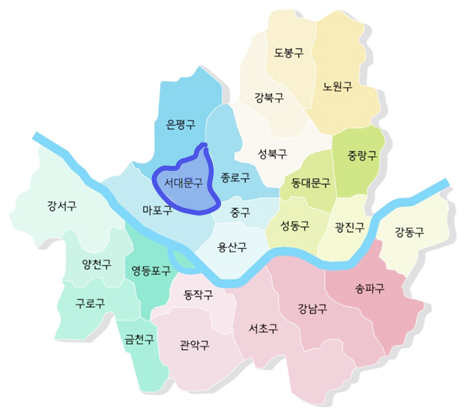 도봉구
노원구
강북구
은평구
성북구
중랑구
종로구
서대문구
동대문구
강서구
마포구
중구
성동구
광진구
강동구
용산구
양천구
영등포구
동작구
송파구
구로구
강남구
서초구
금천구
관악구